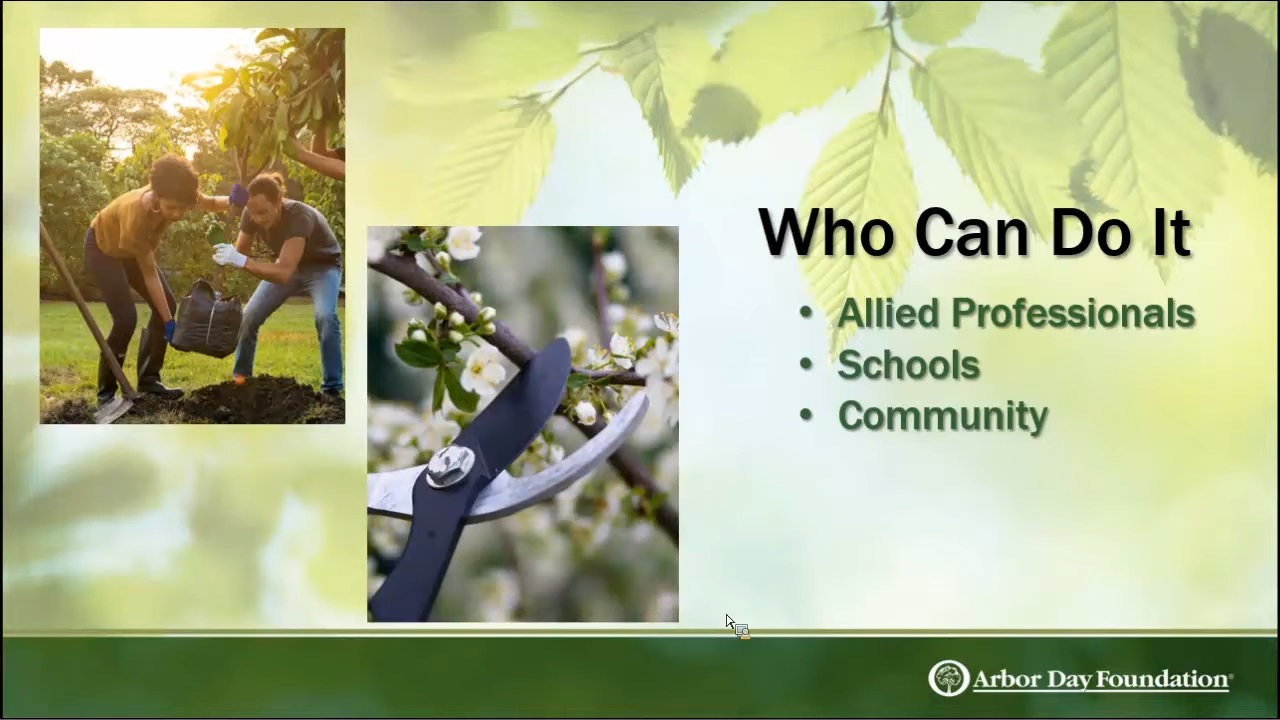 Who Can Do It
• Allied Professionals
• Schools
• Community
Arbor Day Foundation®